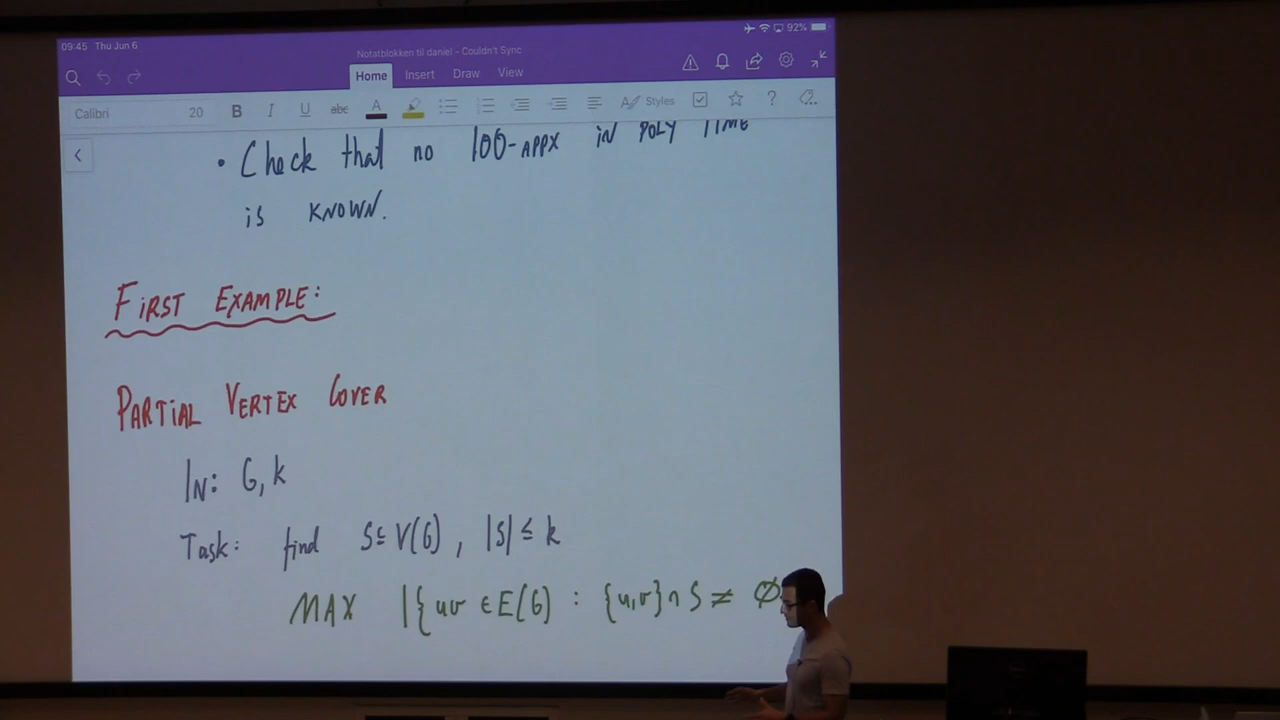 09:45 Thu Jun 6
92%
Notatblokken til daniel - Couldn't Sync
Home Insert Draw View
Calibri 20 B I U abc A Styles ?
• Check that no 100-APPX IN POLY TIME
is KNOWN.
FIRST EXAMPLE:
PARTIAL VERTEX COVER
IN: G, k
Task: find S⊆V(G), |S| ≤ k
MAX |{uv ∈E(G) : {u,v}∩S ≠ ∅